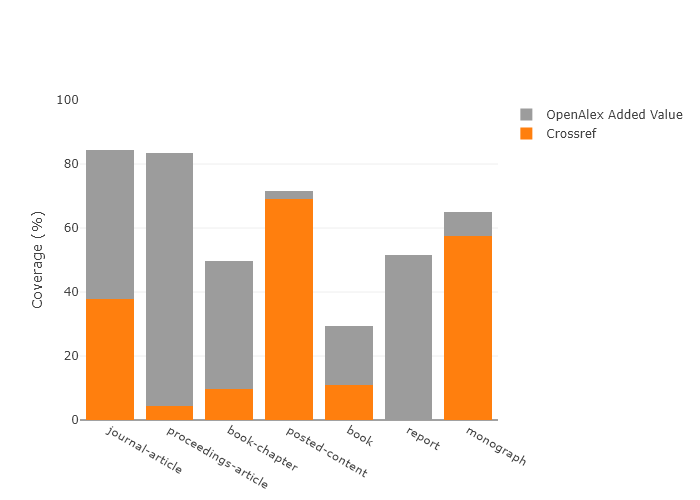 100
80
60
40
20
0
Coverage (%)
journal-article
proceedings-article
book-chapter
posted-content
book
report
monograph
OpenAlex Added Value
Crossref